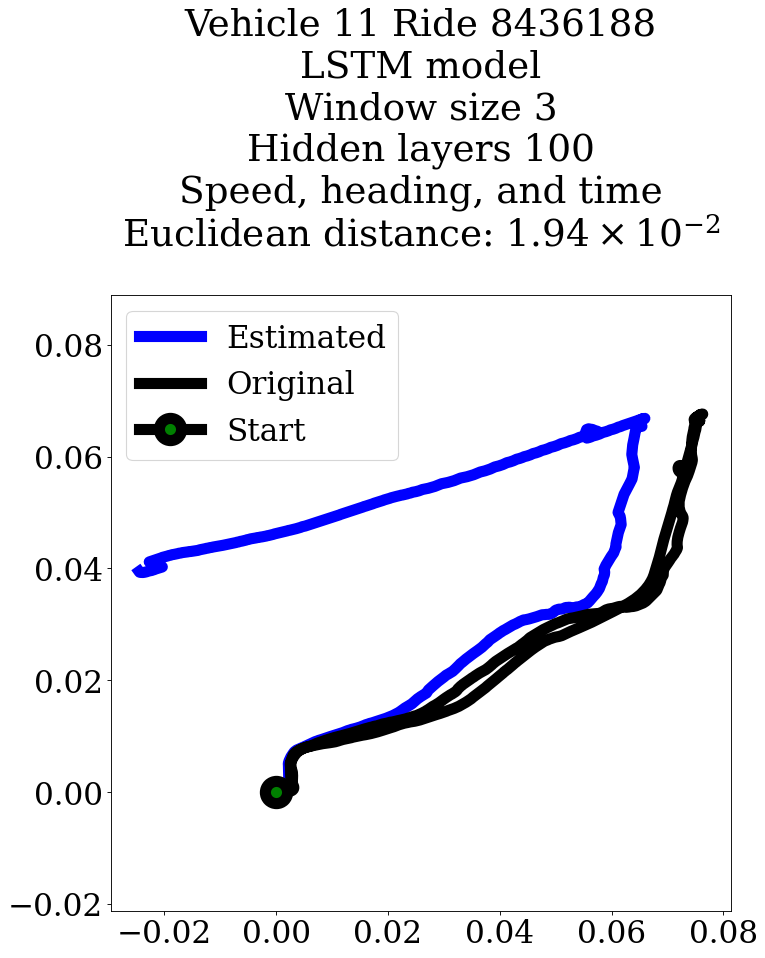 Vehicle 11 Ride 8436188
LSTM model
Window size 3
Hidden layers 100
Speed, heading, and time
Euclidean distance: 1.94 × 10⁻²
Estimated
Original
Start
0.08
0.06
0.04
0.02
0.00
−0.02
−0.02 0.00 0.02 0.04 0.06 0.08